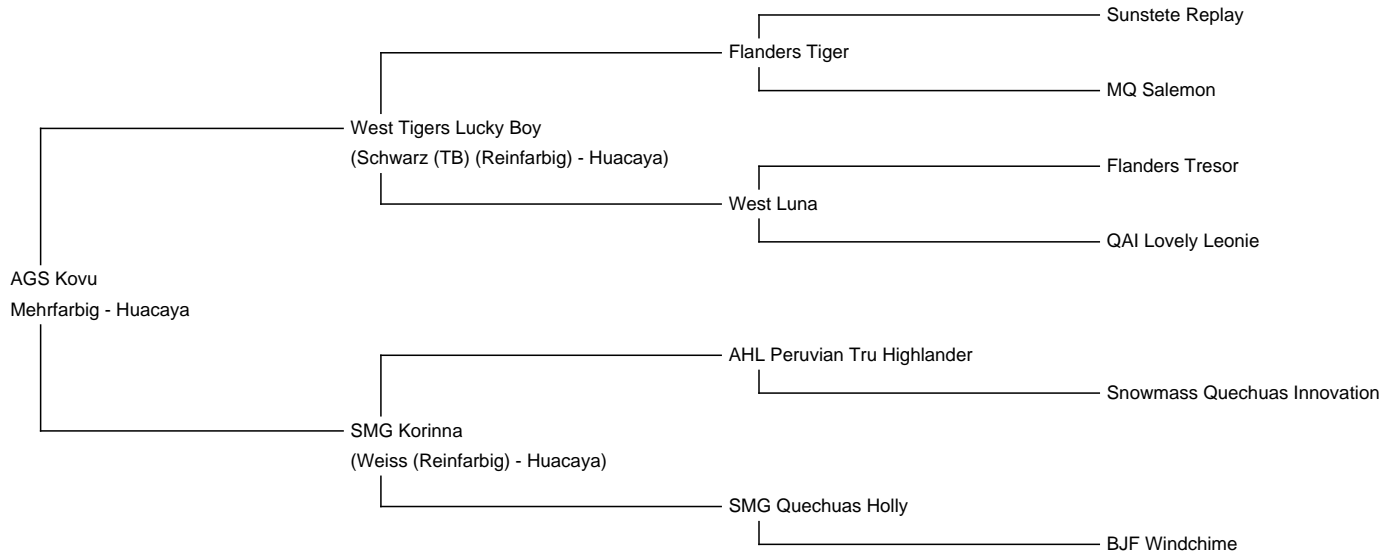 Sunstete Replay
Flanders Tiger
MQ Salemon
West Tigers Lucky Boy
(Schwarz (TB) (Reinfarbig) - Huacaya)
Flanders Tresor
West Luna
QAI Lovely Leonie
AGS Kovu
Mehrfarbig - Huacaya
AHL Peruvian Tru Highlander
Snowmass Quechuas Innovation
SMG Korinna
(Weiss (Reinfarbig) - Huacaya)
SMG Quechuas Holly
BJF Windchime